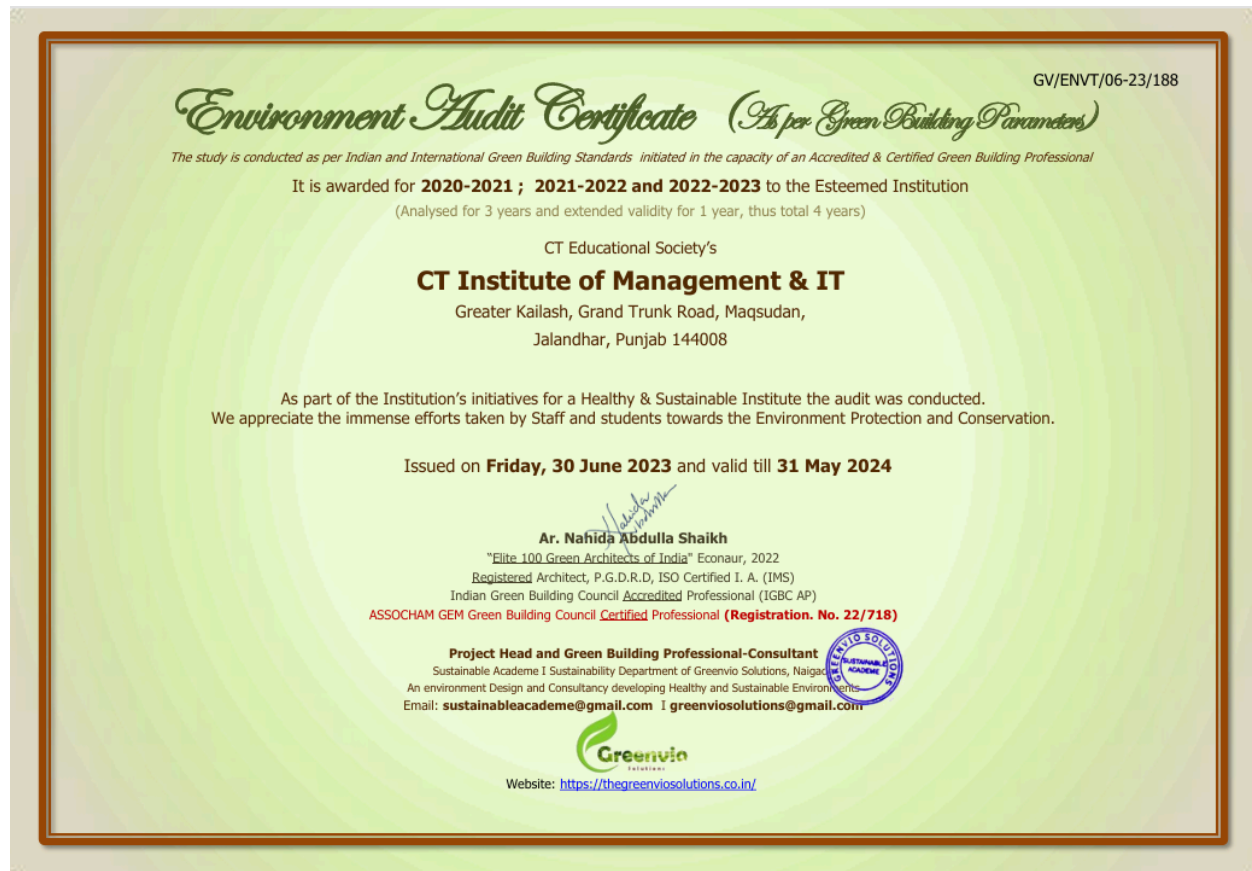 GV/ENVT/06-23/188
Environment Audit Certificate (As per Green Building Parameters)
The study is conducted as per Indian and International Green Building Standards initiated in the capacity of an Accredited & Certified Green Building Professional
It is awarded for 2020-2021 ; 2021-2022 and 2022-2023 to the Esteemed Institution
(Analysed for 3 years and extended validity for 1 year, thus total 4 years)
CT Educational Society's
CT Institute of Management & IT
Greater Kailash, Grand Trunk Road, Maqsudan,
Jalandhar, Punjab 144008
As part of the Institution's initiatives for a Healthy & Sustainable Institute the audit was conducted.
We appreciate the immense efforts taken by Staff and students towards the Environment Protection and Conservation.
Issued on Friday, 30 June 2023 and valid till 31 May 2024
Ar. Nahida Abdulla Shaikh
"Elite 100 Green Architects of India" Econaur, 2022
Registered Architect, P.G.D.R.D, ISO Certified I. A. (IMS)
Indian Green Building Council Accredited Professional (IGBC AP)
ASSOCHAM GEM Green Building Council Certified Professional (Registration. No. 22/718)
Project Head and Green Building Professional-Consultant
Sustainable Academe I Sustainability Department of Greenvio Solutions,
An environment Design and Consultancy developing Healthy and Sustainable Environments
Email: sustainableacademe@gmail.com I greenviosolutions@gmail.com
GREENVIO SOLUTIONS
SUSTAINABLE
ACADEME
Greenvio
Solutions
Website: https://thegreenviosolutions.co.in/